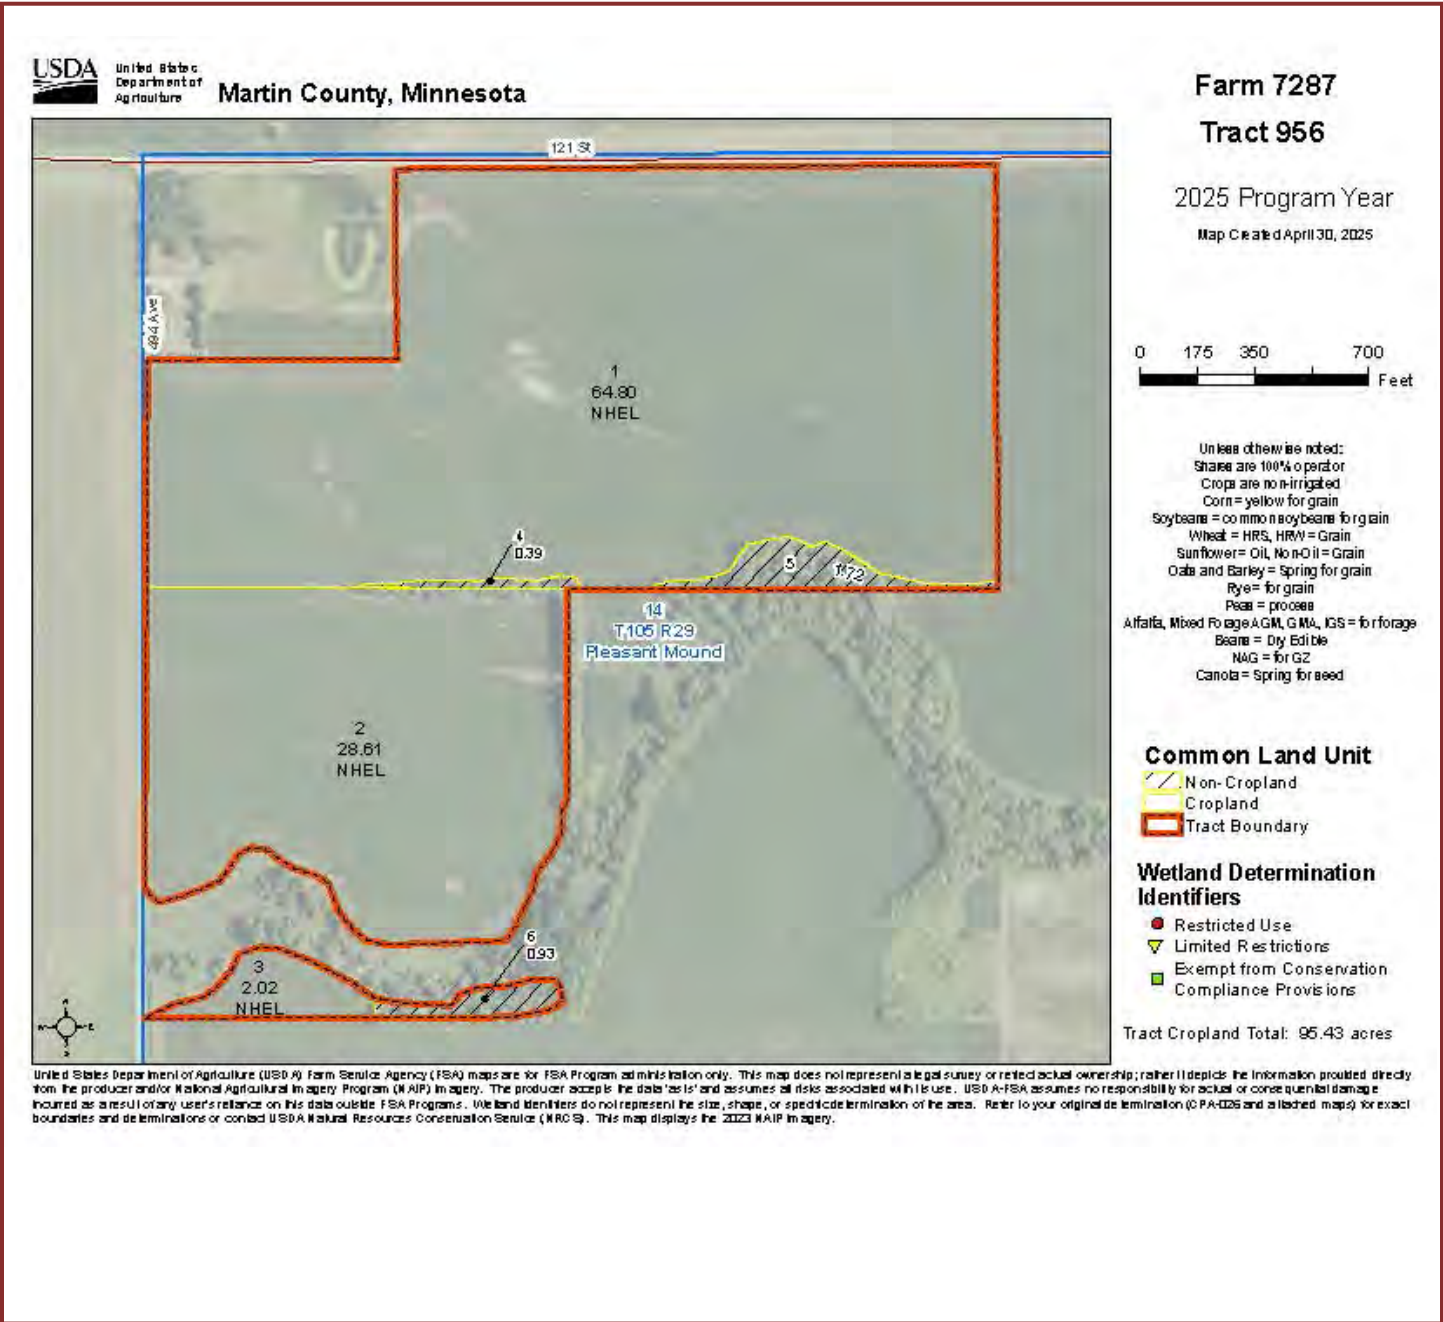 USDA
United States
Department of
Agriculture
Martin County, Minnesota
Farm 7287
Tract 956
2025 Program Year
Map Created April 30, 2025
121 St
494 Ave
1
64.80
NHEL
4
0.39
5
1.72
14
T105 R29
Pleasant Mound
2
28.61
NHEL
6
0.93
3
2.02
NHEL
N
W
E
S
0 175 350 700
Feet
Unless otherwise noted:
Shares are 100% operator
Crops are non-irrigated
Corn = yellow for grain
Soybeans = common soybeans for grain
Wheat = HRS, HRW = Grain
Sunflower = Oil, Non-Oil = Grain
Oats and Barley = Spring for grain
Rye = for grain
Peas = process
Alfalfa, Mixed Forage AGM, GMA, IGS = for forage
Beans = Dry Edible
NAG = for GZ
Canola = Spring for seed
Common Land Unit
Non-Cropland
Cropland
Tract Boundary
Wetland Determination
Identifiers
Restricted Use
Limited Restrictions
Exempt from Conservation
Compliance Provisions
Tract Cropland Total: 95.43 acres
United States Department of Agriculture (USDA) Farm Service Agency (FSA) maps are for FSA Program administration only. This map does not represent a legal survey or reflect actual ownership; rather it depicts the information provided directly
from the producer and/or National Agricultural Imagery Program (NAIP) imagery. The producer accepts the data 'as is' and assumes all risks associated with its use. USDA-FSA assumes no responsibility for actual or consequential damage
incurred as a result of any user's reliance on this data outside FSA Programs. Wetland identifiers do not represent the size, shape, or specific determination of the area. Refer to your original determination (CPA-026 and attached maps) for exact
boundaries and determinations or contact USDA Natural Resources Conservation Service (NRCS). This map displays the 2023 NAIP imagery.